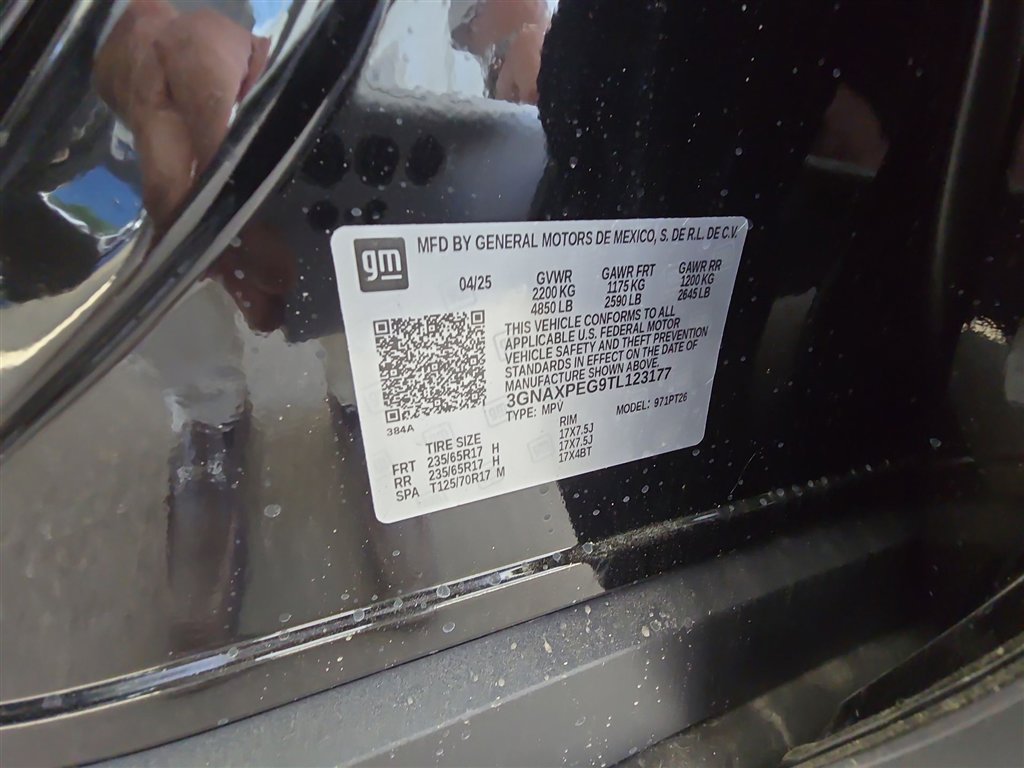 gm
MFD BY GENERAL MOTORS DE MEXICO, S. DE R.L. DE C.V.
04/25 GVWR GAWR FRT GAWR RR
2200 KG 1175 KG 1200 KG
4850 LB 2590 LB 2645 LB
THIS VEHICLE CONFORMS TO ALL
APPLICABLE U.S. FEDERAL MOTOR
VEHICLE SAFETY AND THEFT PREVENTION
STANDARDS IN EFFECT ON THE DATE OF
MANUFACTURE SHOWN ABOVE.
3GNAXPEG9TL123177
TYPE: MPV MODEL: 971PT26
384A
TIRE SIZE RIM
FRT 235/65R17 H 17X7.5J
RR 235/65R17 H 17X7.5J
SPA T125/70R17 M 17X4BT